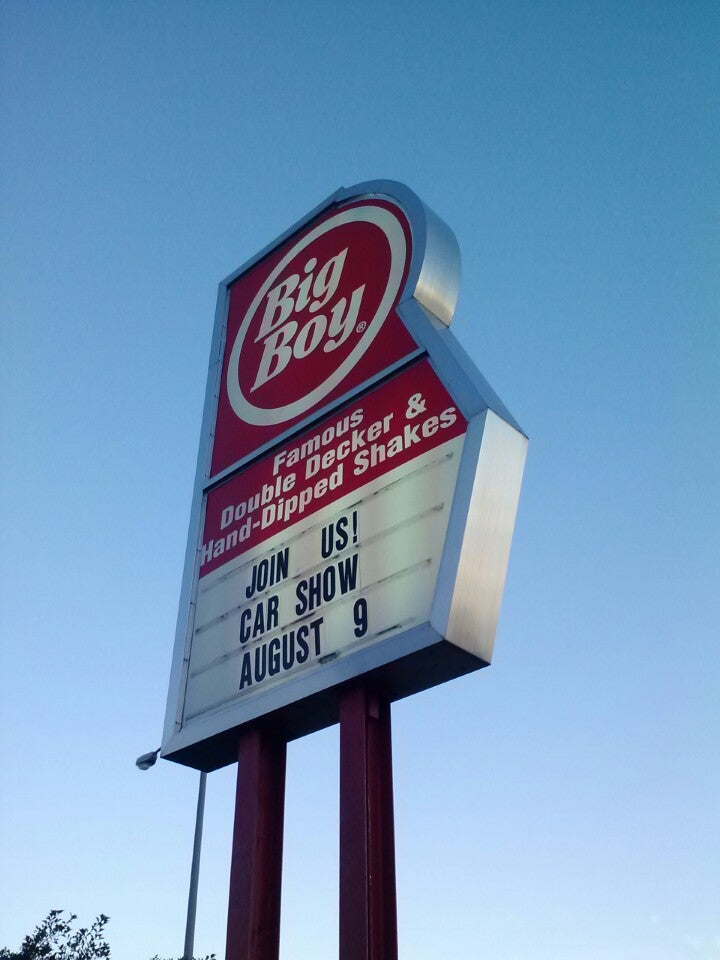 Big
Boy®
Famous
Double Decker &
Hand-Dipped Shakes
JOIN US!
CAR SHOW
AUGUST 9